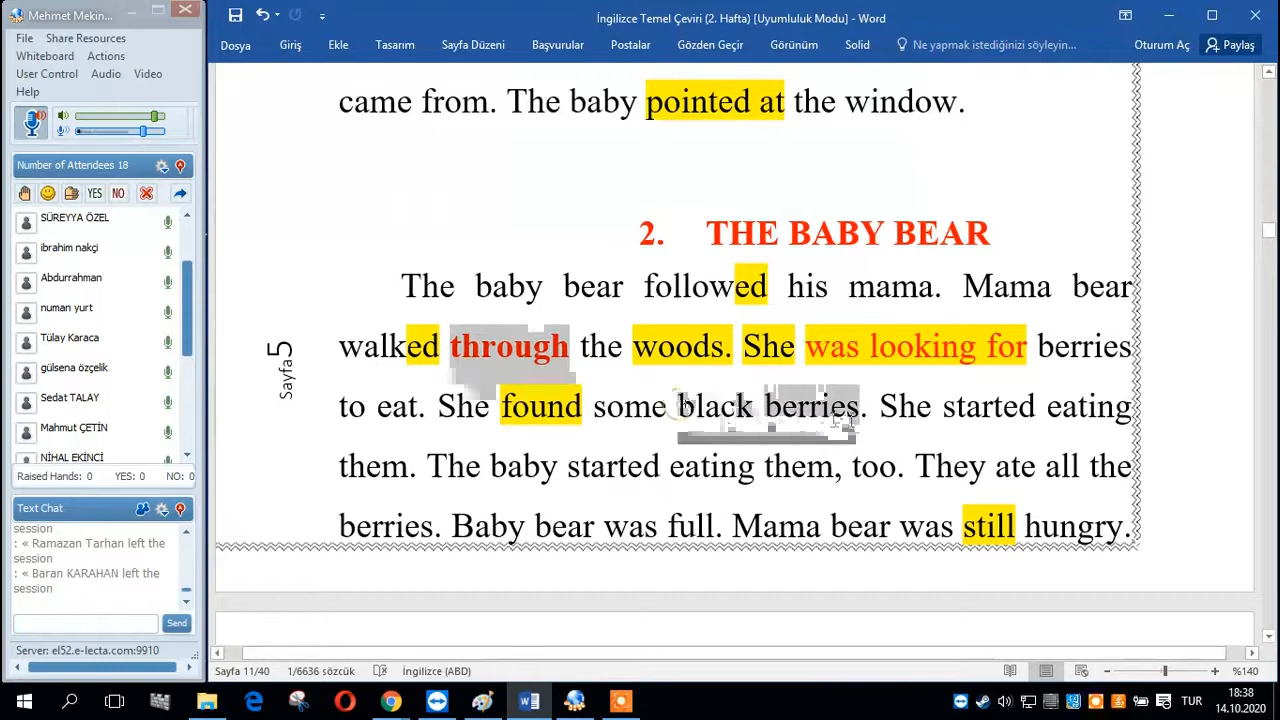 Mehmet Mekin...
File Share Resources
Whiteboard Actions
User Control Audio Video
Help
Number of Attendees 18
YES NO
SÜREYYA ÖZEL
ibrahim nakçi
Abdurrahman
numan yurt
Tülay Karaca
gülsena özçelik
Sedat TALAY
Mahmut ÇETİN
NİHAL EKİNCİ
Raised Hands: 0 YES: 0 NO: 0
Text Chat
session
: « Ramazan Tarhan left the
session
: « Baran KARAHAN left the
session
Send
Server: el52.e-lecta.com:9910
İngilizce Temel Çeviri (2. Hafta) [Uyumluluk Modu] - Word
Dosya Giriş Ekle Tasarım Sayfa Düzeni Başvurular Postalar Gözden Geçir Görünüm Solid Ne yapmak istediğinizi söyleyin... Oturum Aç Paylaş
came from. The baby pointed at the window.
2. THE BABY BEAR
The baby bear followed his mama. Mama bear
walked through the woods. She was looking for berries
to eat. She found some black berries. She started eating
them. The baby started eating them, too. They ate all the
berries. Baby bear was full. Mama bear was still hungry.
Sayfa5
Sayfa 11/40 1/6636 sözcük İngilizce (ABD) %140
TUR
18:38
14.10.2020